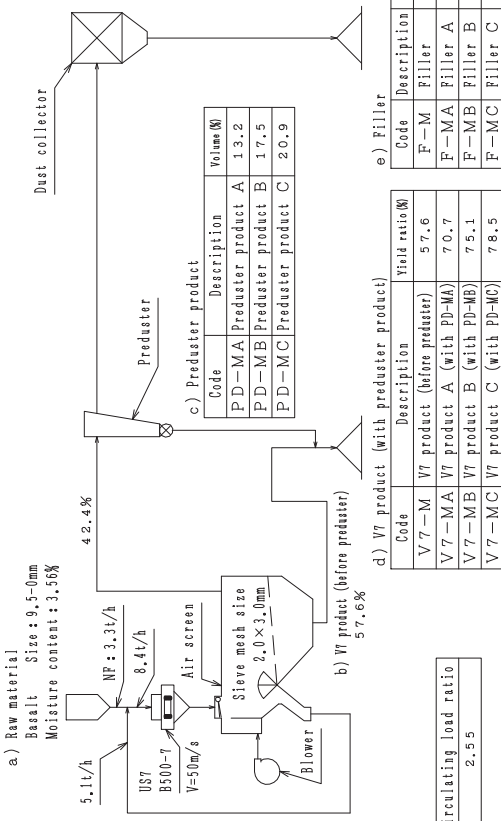 a) Raw material
Basalt Size : 9.5-0mm
Moisture content : 3.56%
5.1t/h
NF : 3.3t/h
8.4t/h
US7
B500-7
V=50m/s
Air screen
Sieve mesh size
2.0×3.0mm
Blower
42.4%
Preduster
Dust collector
b) V7 product (before preduster)
57.6%
c) Preduster product
Code Description Volume(%)
PD-MA Preduster product A 13.2
PD-MB Preduster product B 17.5
PD-MC Preduster product C 20.9
irculating load ratio
2.55
d) V7 product (with preduster product)
Code Description Yield ratio(%)
V7-M V7 product (before preduster) 57.6
V7-MA V7 product A (with PD-MA) 70.7
V7-MB V7 product B (with PD-MB) 75.1
V7-MC V7 product C (with PD-MC) 78.5
e) Filler
Code Description
F-M Filler
F-MA Filler A
F-MB Filler B
F-MC Filler C